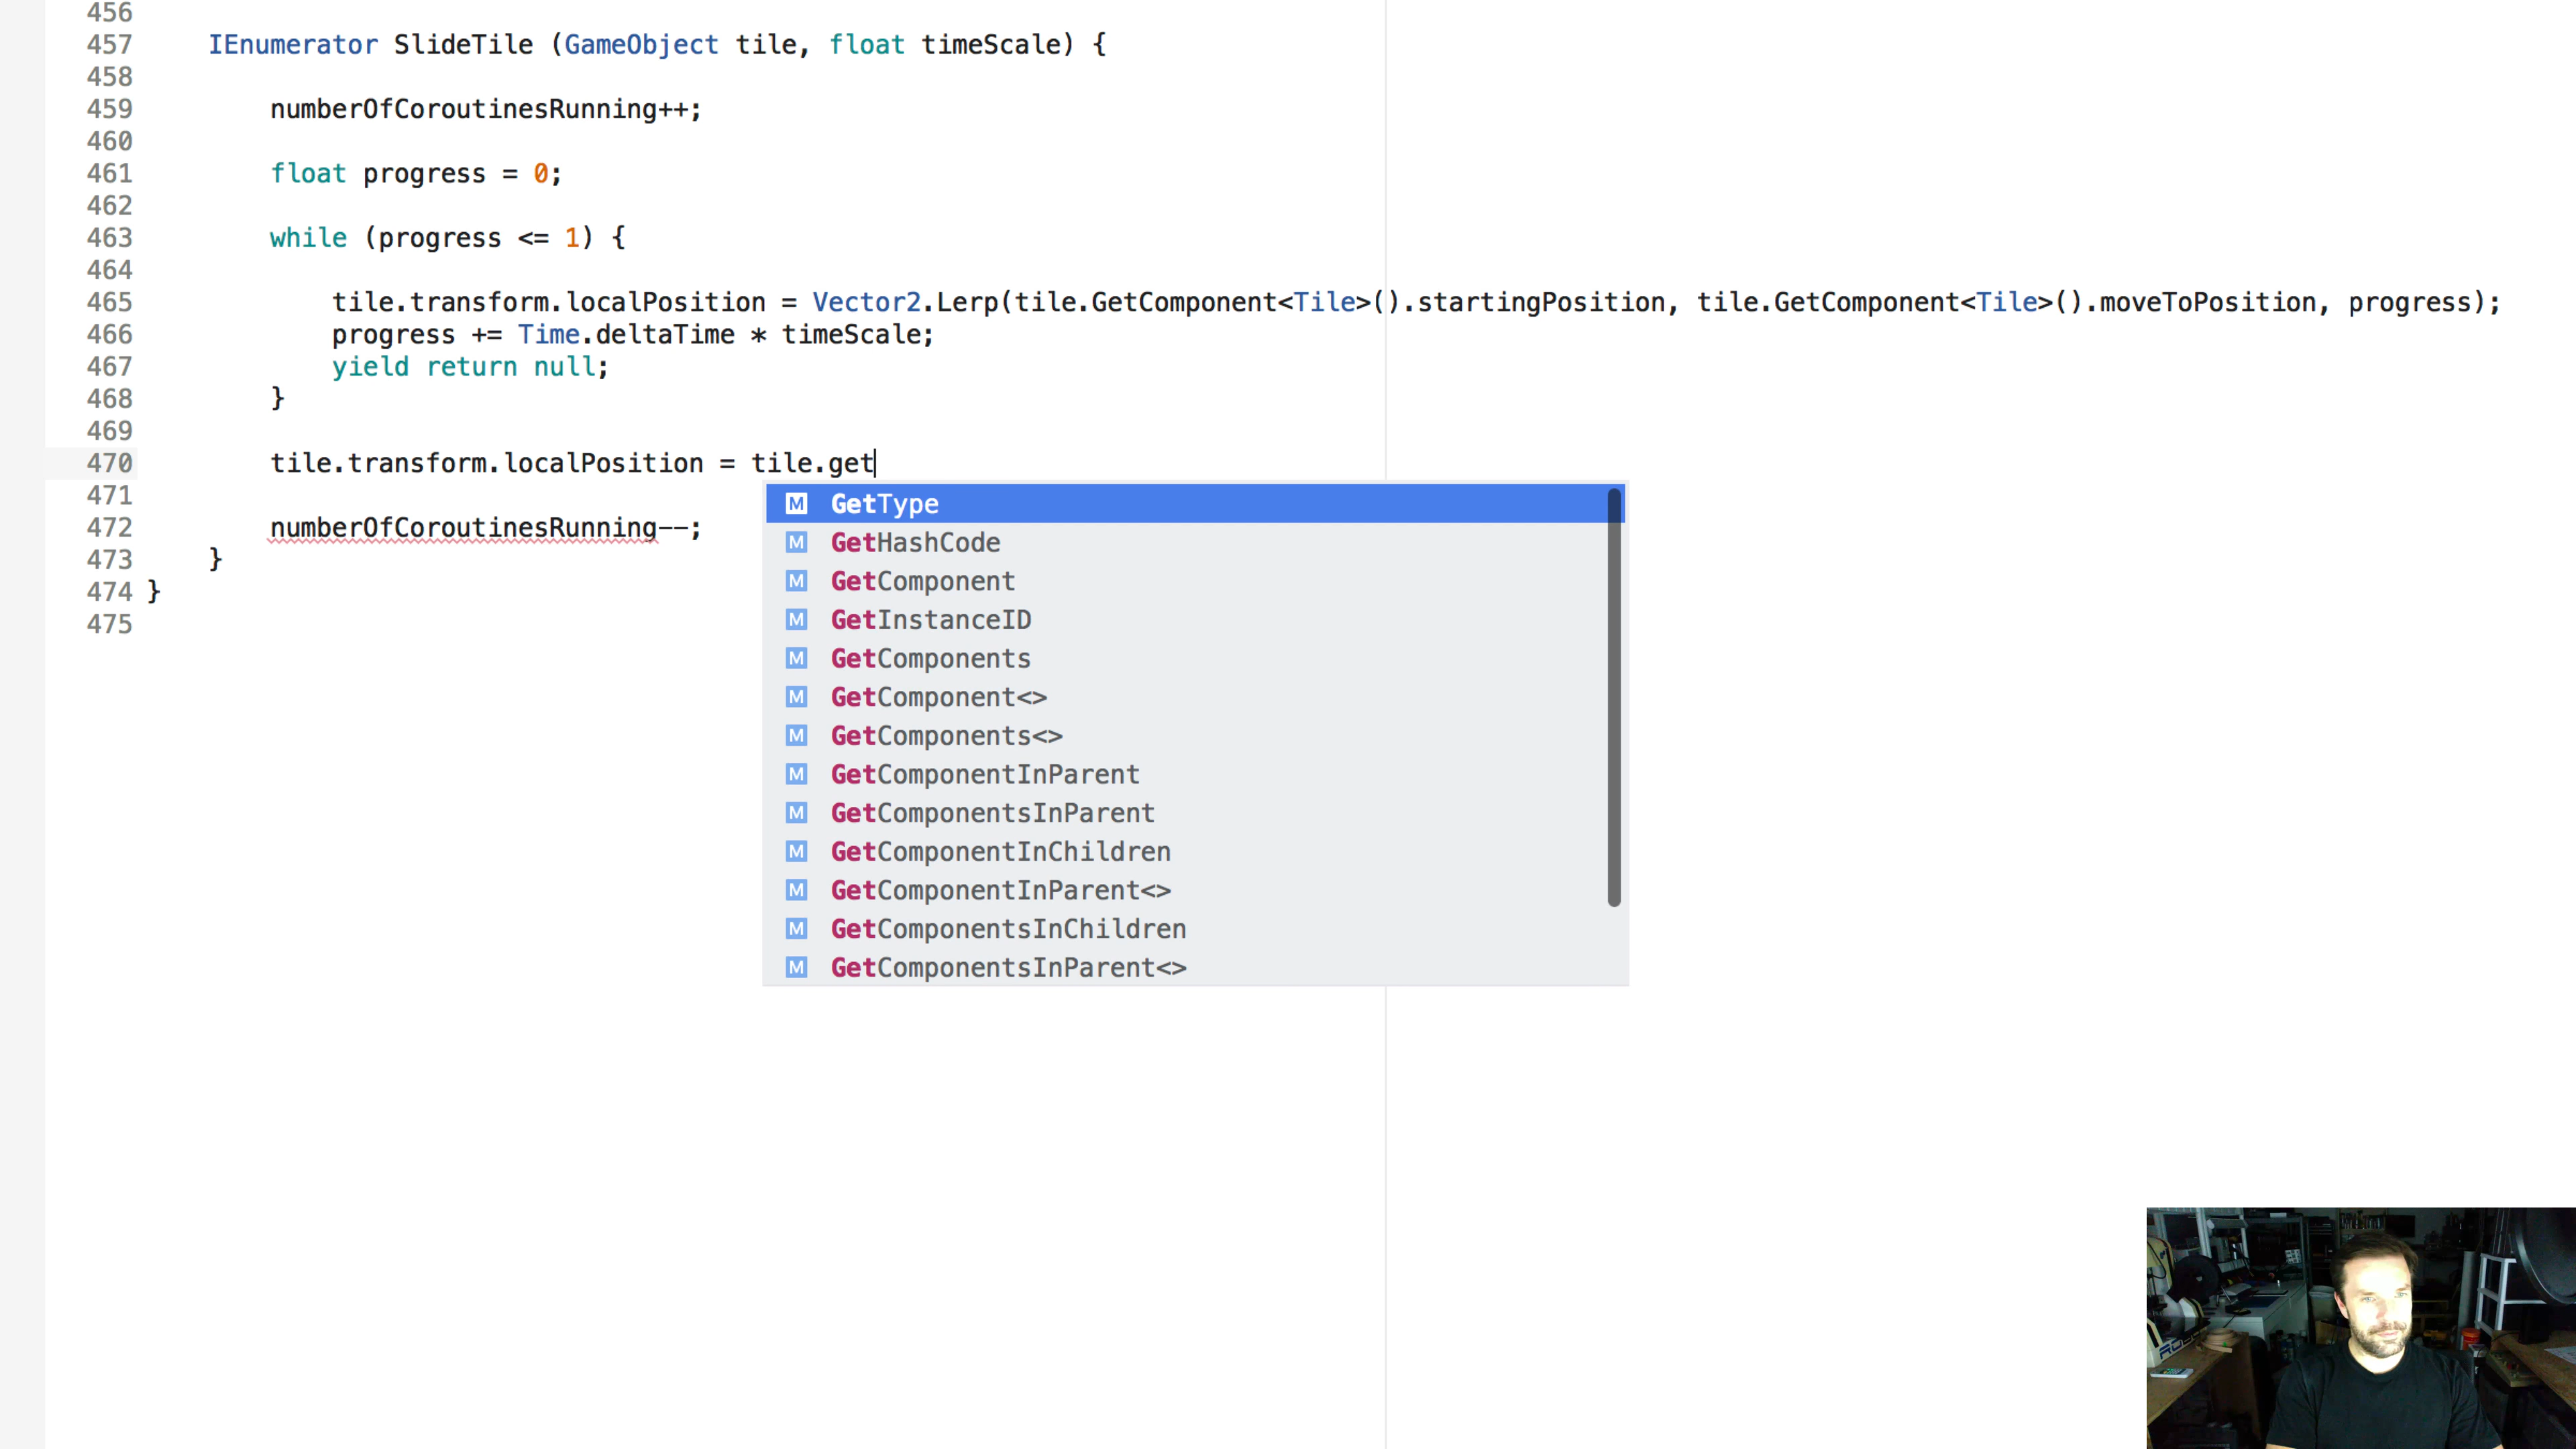 456
457 IEnumerator SlideTile (GameObject tile, float timeScale) {
458
459 numberOfCoroutinesRunning++;
460
461 float progress = 0;
462
463 while (progress <= 1) {
464
465 tile.transform.localPosition = Vector2.Lerp(tile.GetComponent<Tile>().startingPosition, tile.GetComponent<Tile>().moveToPosition, progress);
466 progress += Time.deltaTime * timeScale;
467 yield return null;
468 }
469
470 tile.transform.localPosition = tile.get
471
472 numberOfCoroutinesRunning--;
473 }
474 }
475
M GetType
M GetHashCode
M GetComponent
M GetInstanceID
M GetComponents
M GetComponent<>
M GetComponents<>
M GetComponentInParent
M GetComponentsInParent
M GetComponentInChildren
M GetComponentInParent<>
M GetComponentsInChildren
M GetComponentsInParent<>